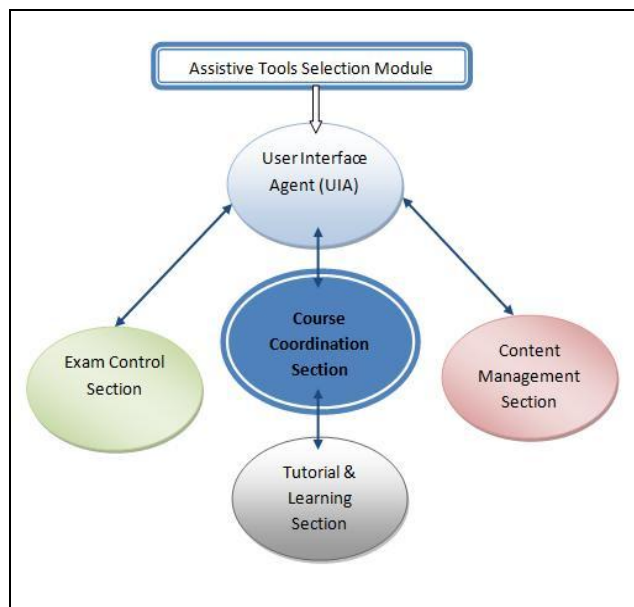 Assistive Tools Selection Module
User Interface
Agent (UIA)
Course
Coordination
Section
Exam Control
Section
Content
Management
Section
Tutorial &
Learning
Section